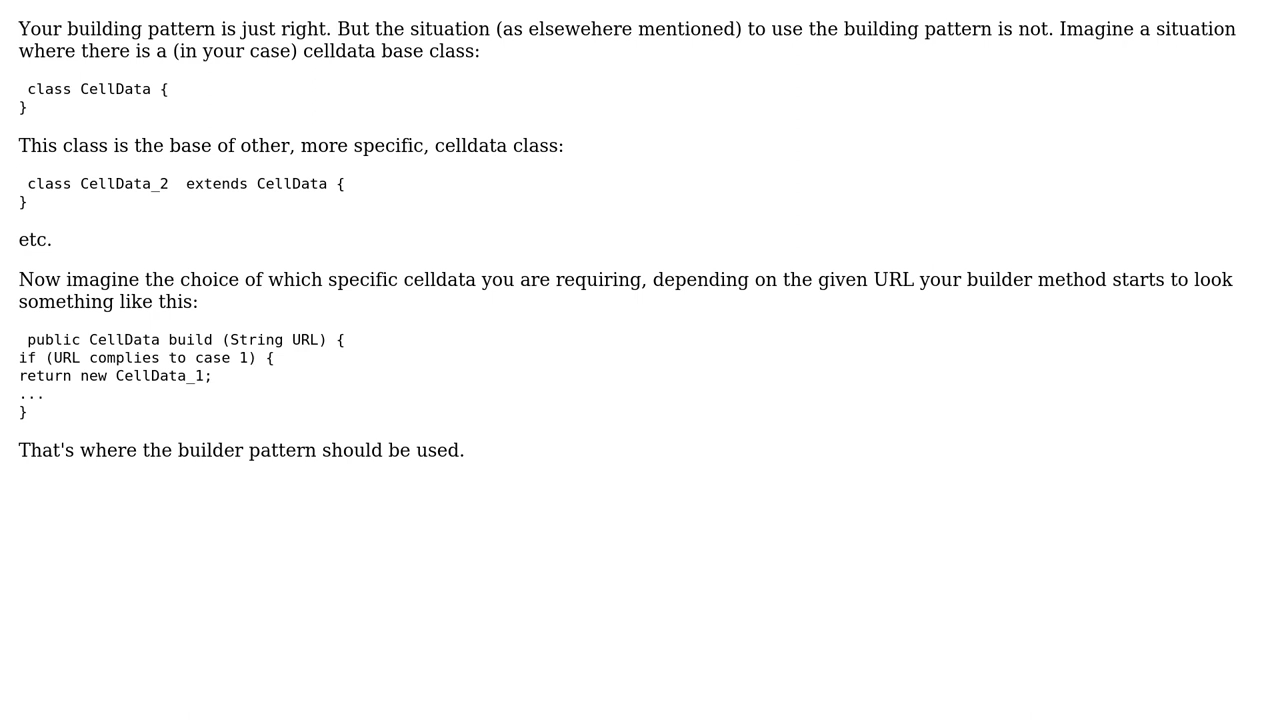 Your building pattern is just right. But the situation (as elsewehere mentioned) to use the building pattern is not. Imagine a situation
where there is a (in your case) celldata base class:
class CellData {
}
This class is the base of other, more specific, celldata class:
class CellData_2  extends CellData {
}
etc.
Now imagine the choice of which specific celldata you are requiring, depending on the given URL your builder method starts to look
something like this:
public CellData build (String URL) {
if (URL complies to case 1) {
return new CellData_1;
...
}
That's where the builder pattern should be used.